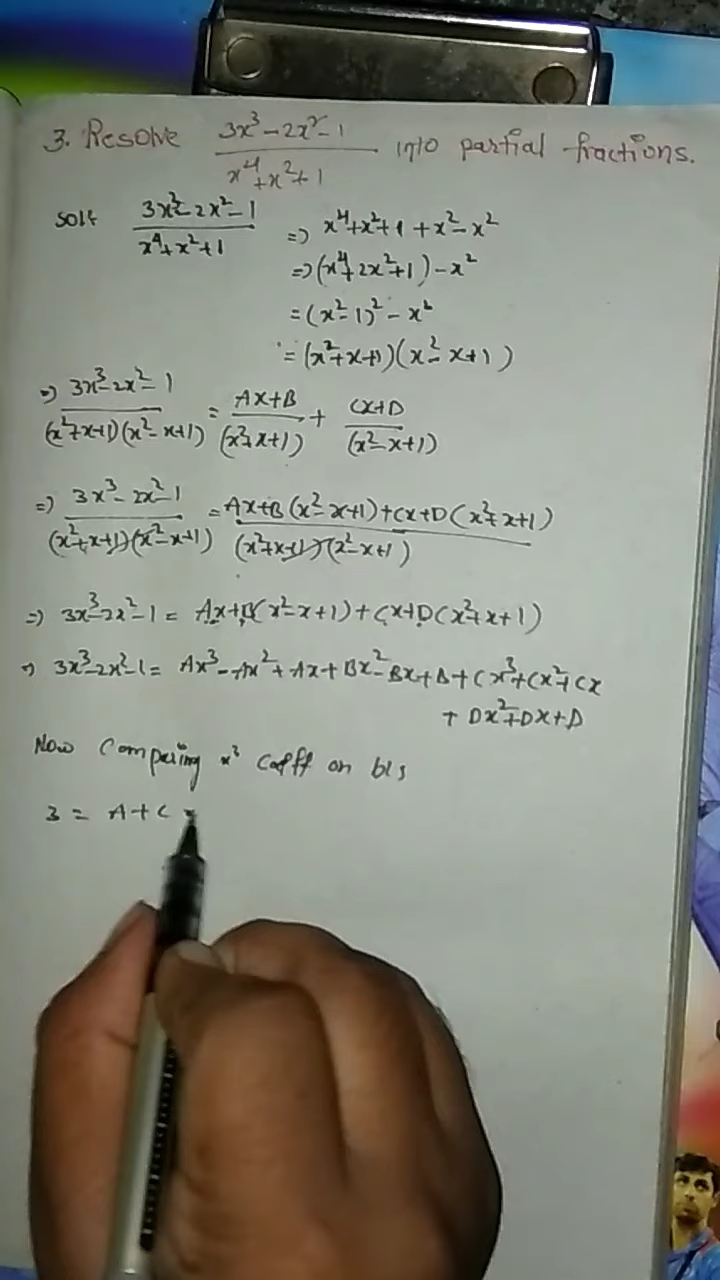 3. Resolve (3x³-2x²-1)/(x⁴+x²+1) into partial fractions.
Solt (3x³-2x²-1)/(x⁴+x²+1) => x⁴+x²+1+x²-x²
=> (x⁴+2x²+1)-x²
= (x²-1)²-x²
= (x²+x+1)(x²-x+1)
=> (3x³-2x²-1)/((x²+x+1)(x²-x+1)) = (Ax+B)/(x²+x+1) + (Cx+D)/(x²-x+1)
=> (3x³-2x²-1)/((x²+x+1)(x²-x+1)) = (Ax+B(x²-x+1)+Cx+D(x²+x+1))/((x²+x+1)(x²-x+1))
=> 3x³-2x²-1 = Ax+B(x²-x+1)+Cx+D(x²+x+1)
=> 3x³-2x²-1 = Ax³-Ax²+Ax+Bx²-Bx+B+Cx³+Cx²+Cx
+Dx²+Dx+D
Now Comparing x³ Coeff on b/s
3 = A+C